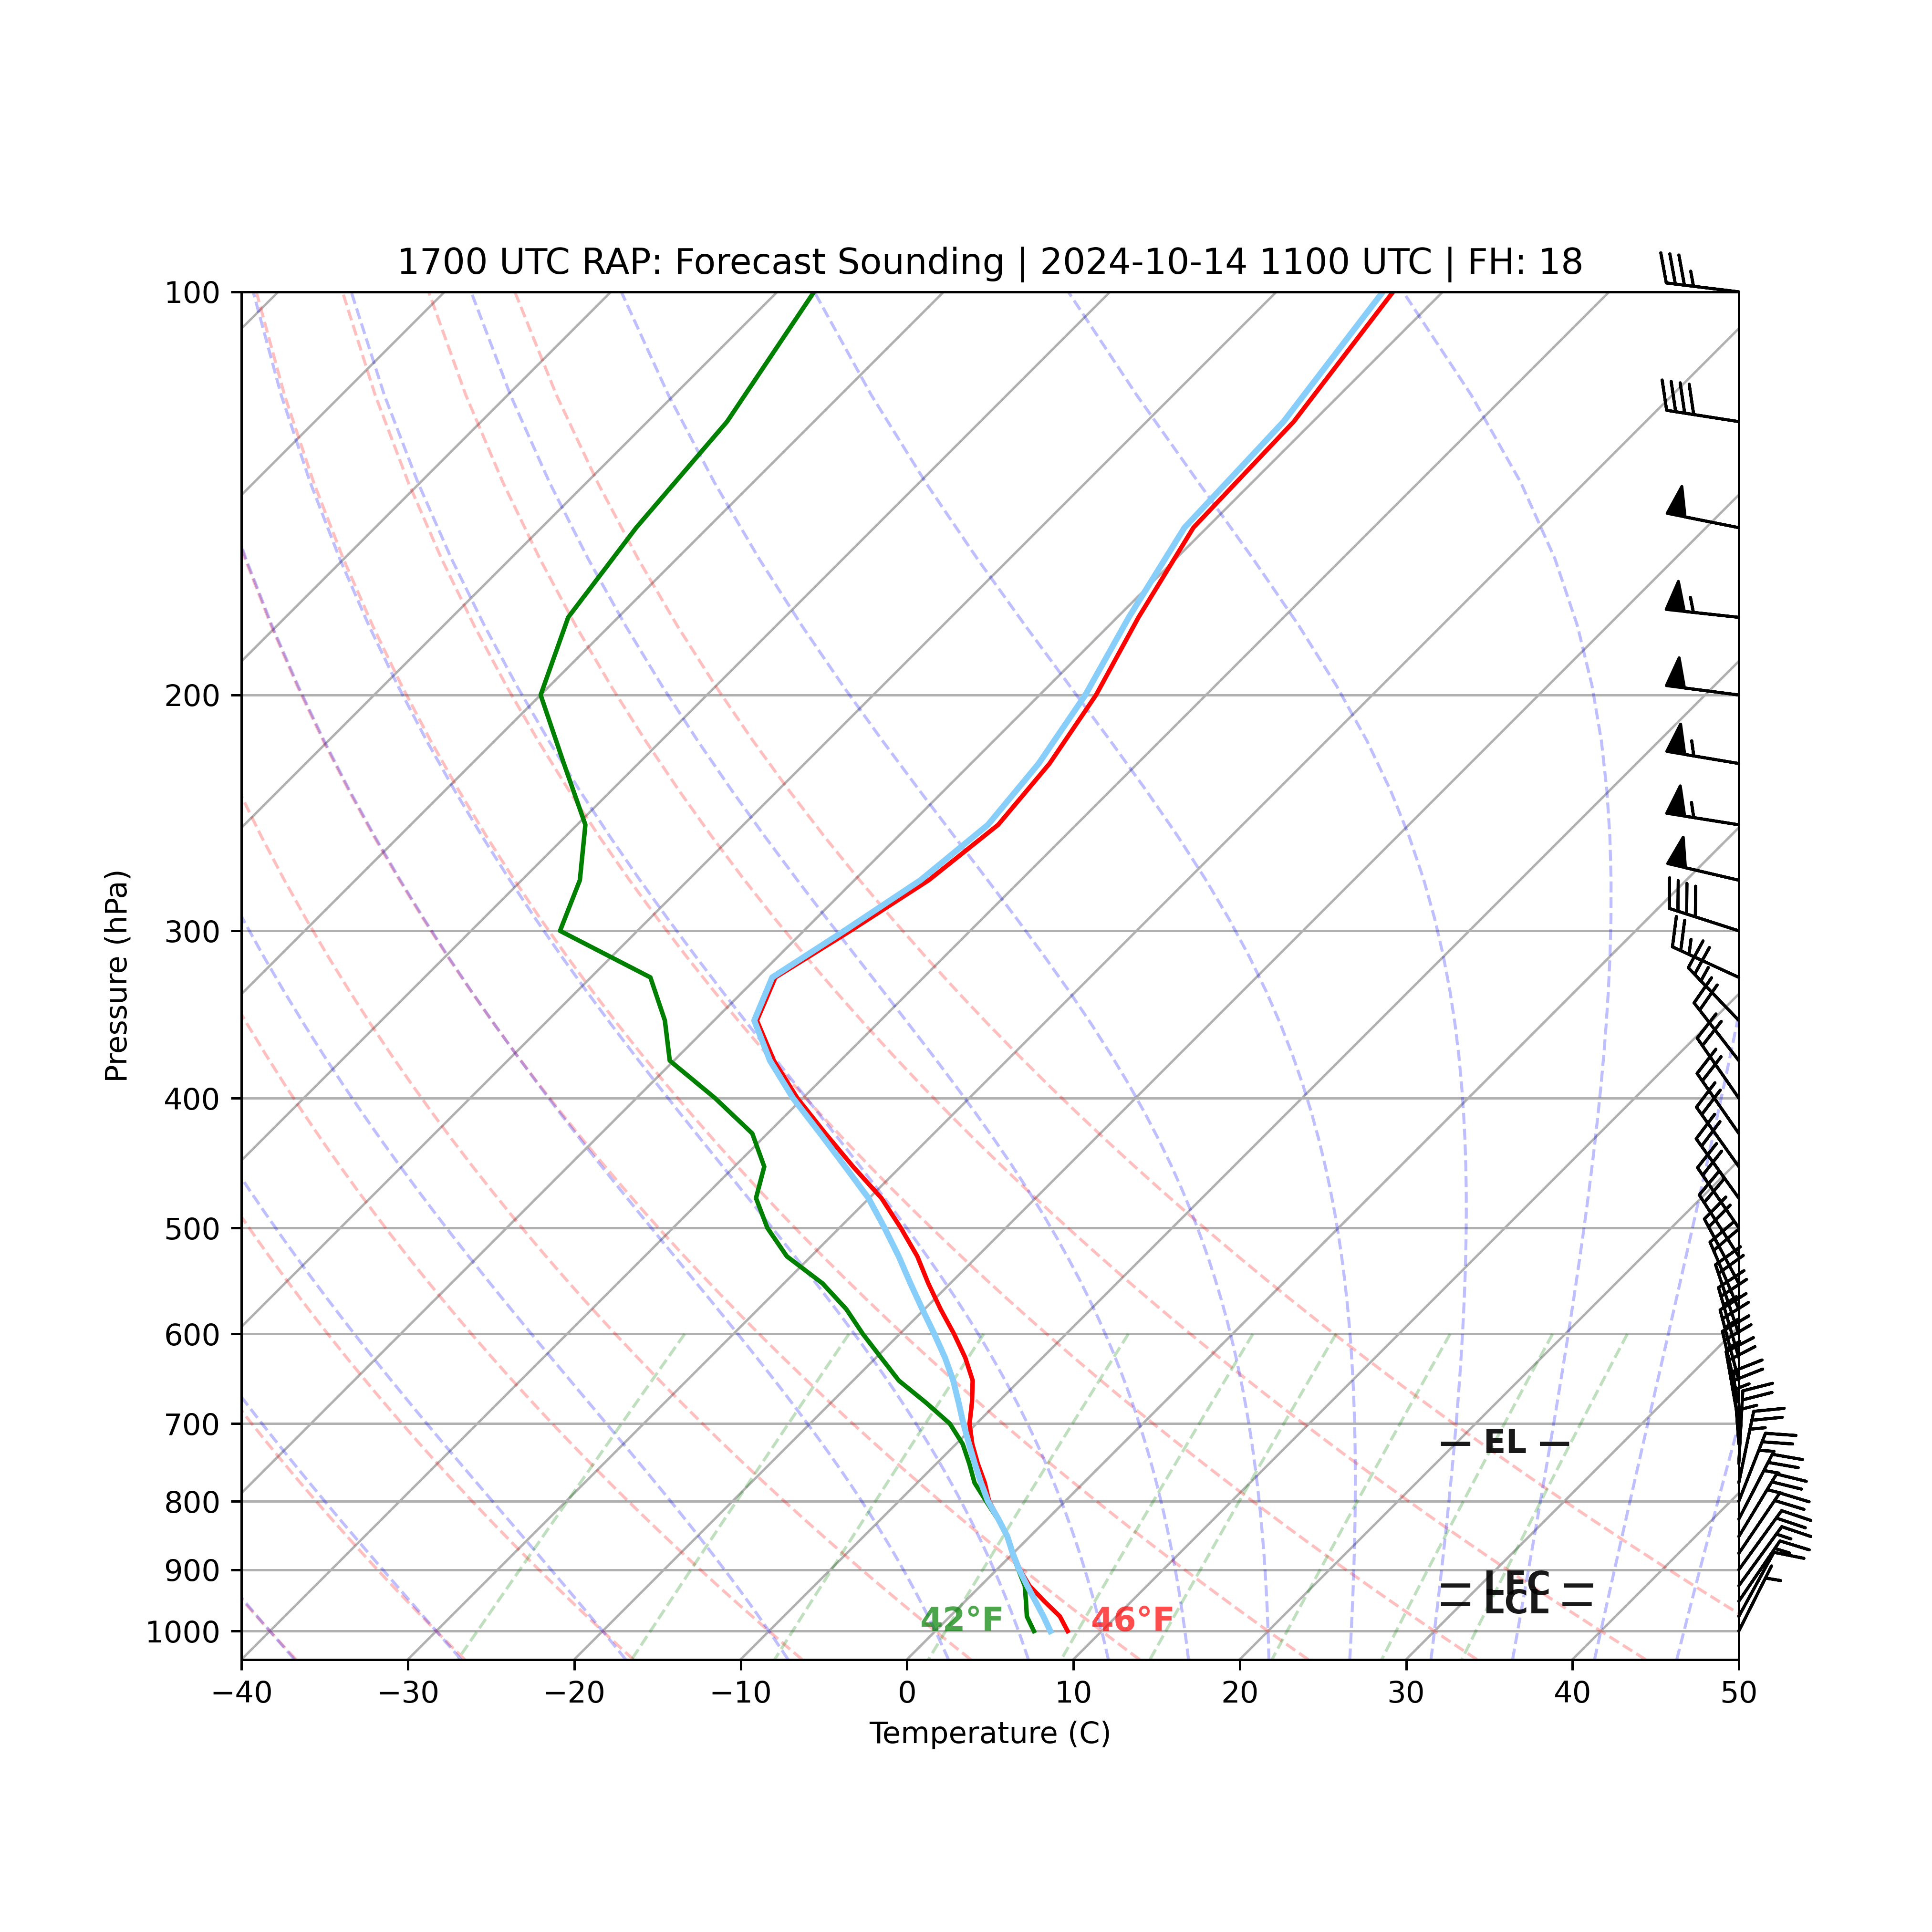 1700 UTC RAP: Forecast Sounding | 2024-10-14 1100 UTC | FH: 18
100
200
300
400
500
600
700
800
900
1000
Pressure (hPa)
— EL —
— LFC —
— LCL —
42°F
46°F
−40 −30 −20 −10 0 10 20 30 40 50
Temperature (C)